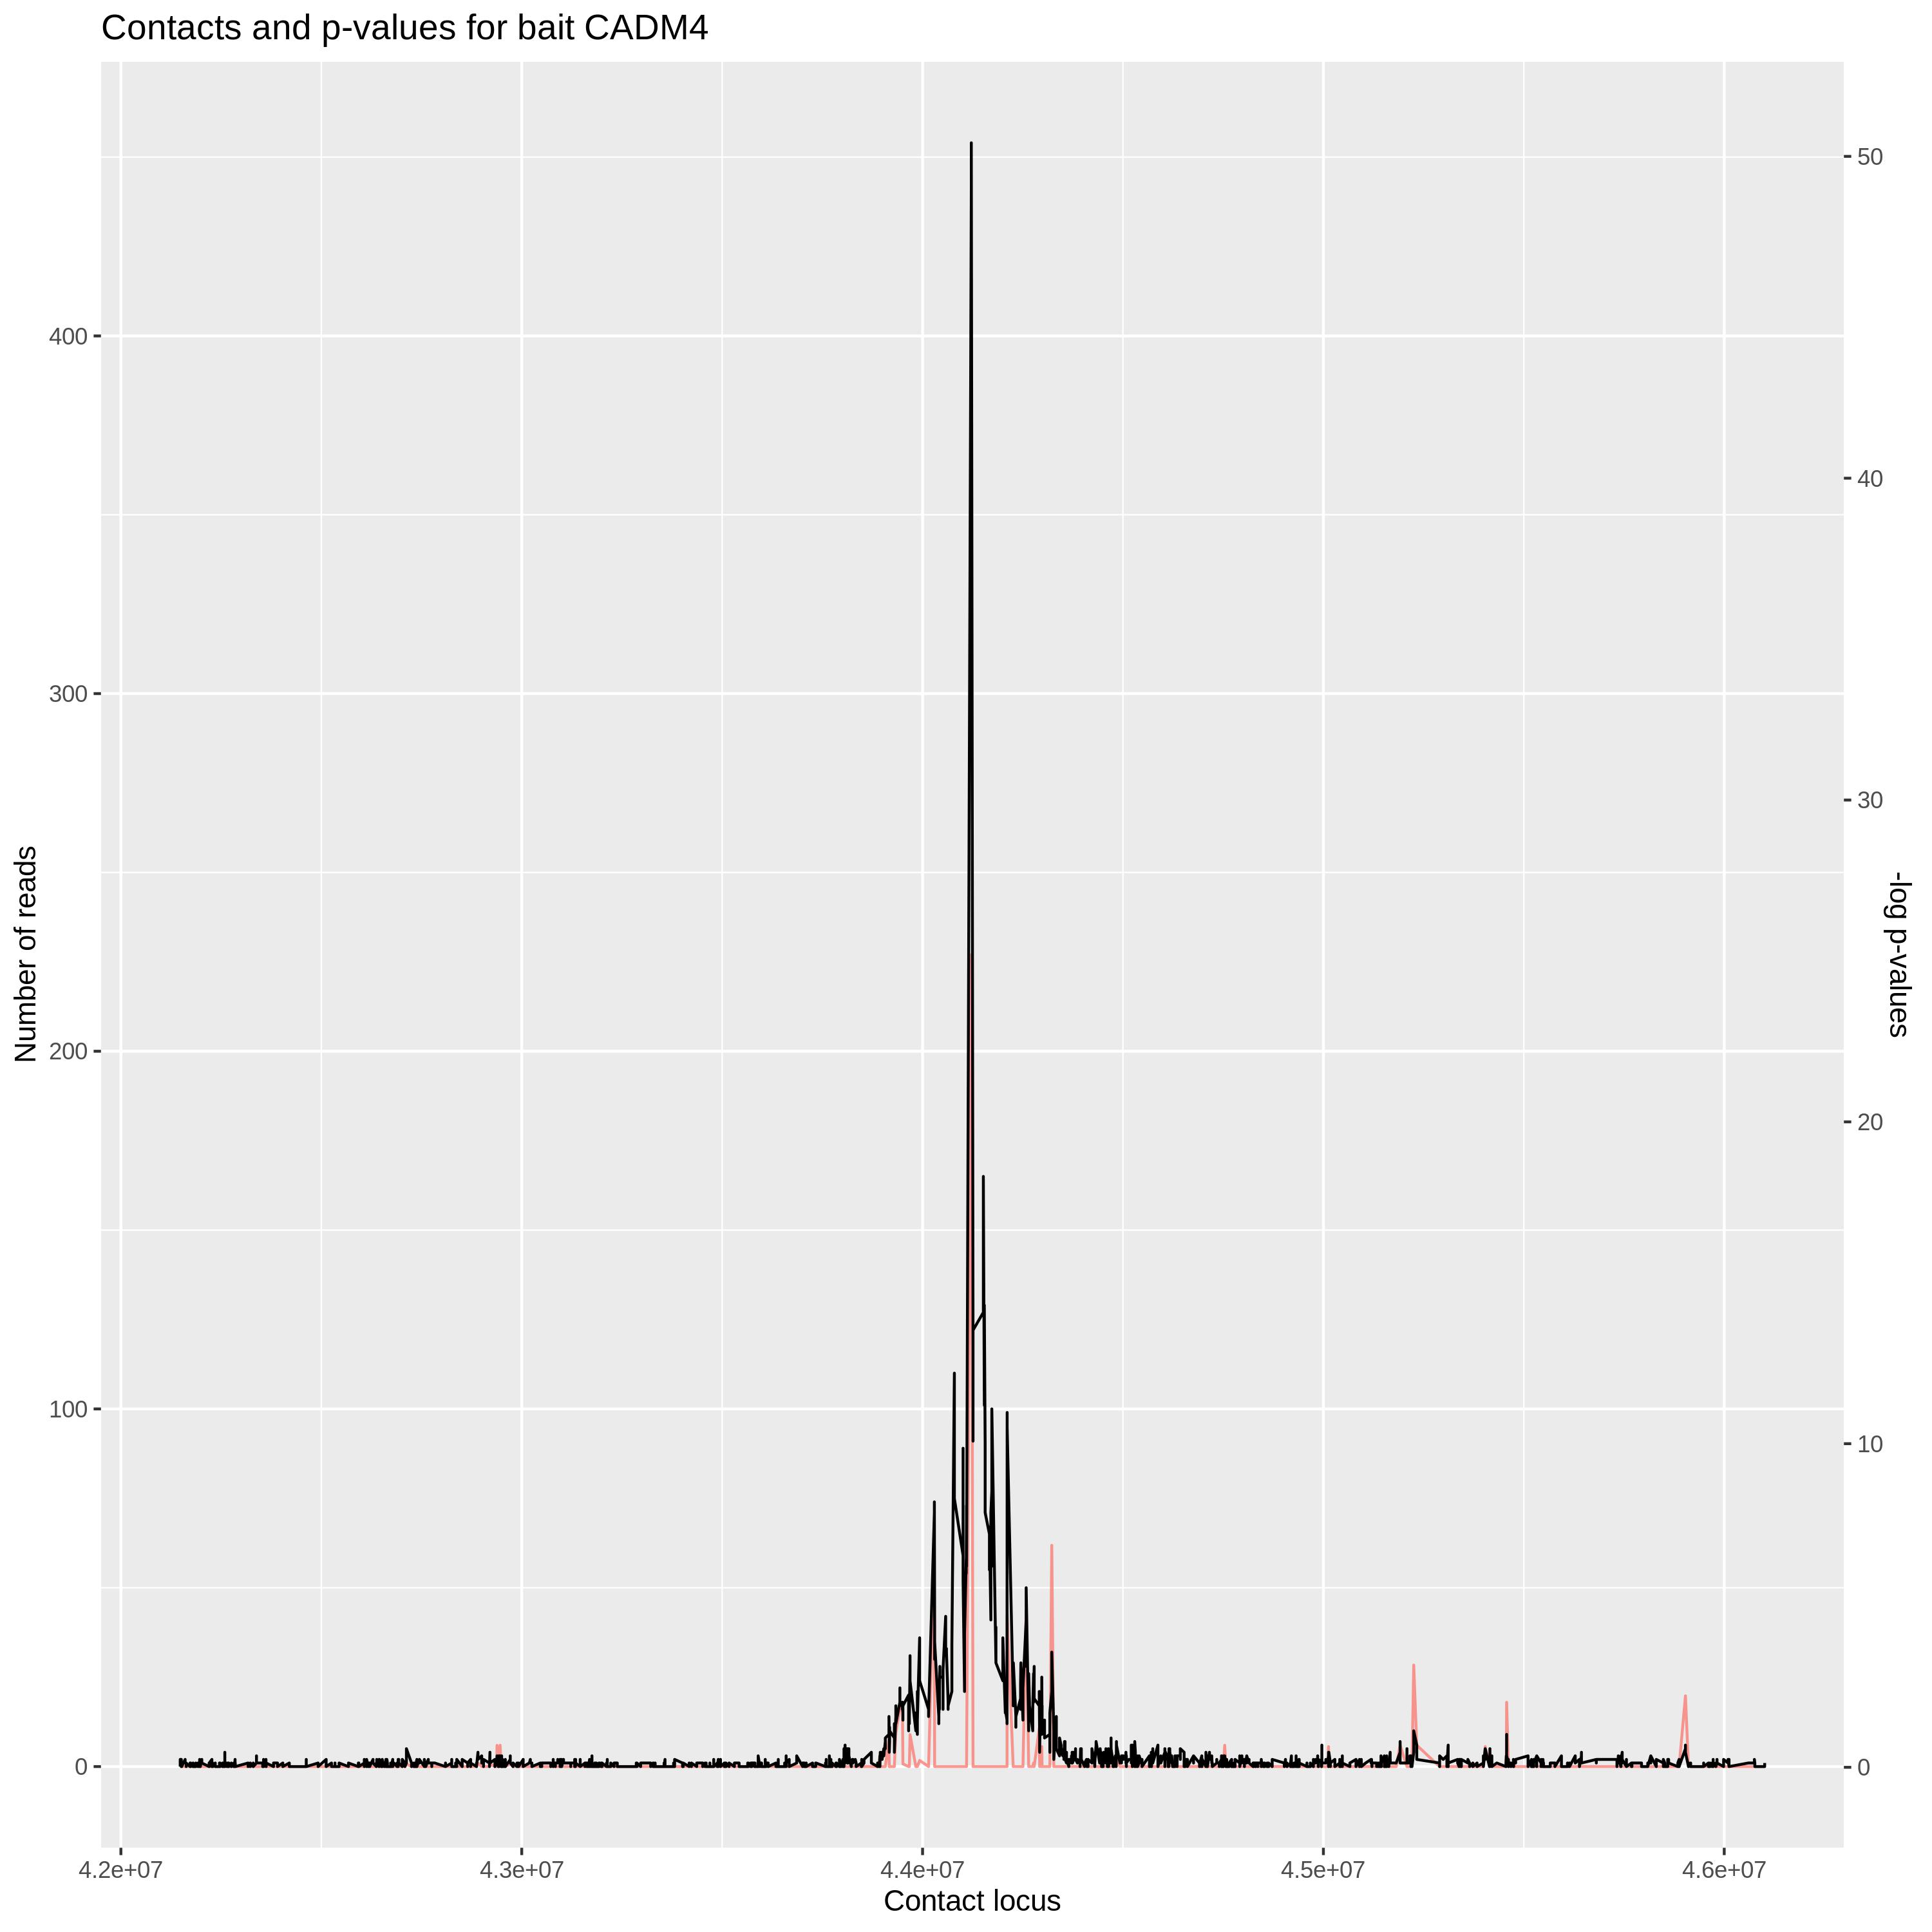 Contacts and p-values for bait CADM4
Number of reads
400
300
200
100
0
50
40
30
20
10
0
-log p-values
4.2e+07
4.3e+07
4.4e+07
4.5e+07
4.6e+07
Contact locus